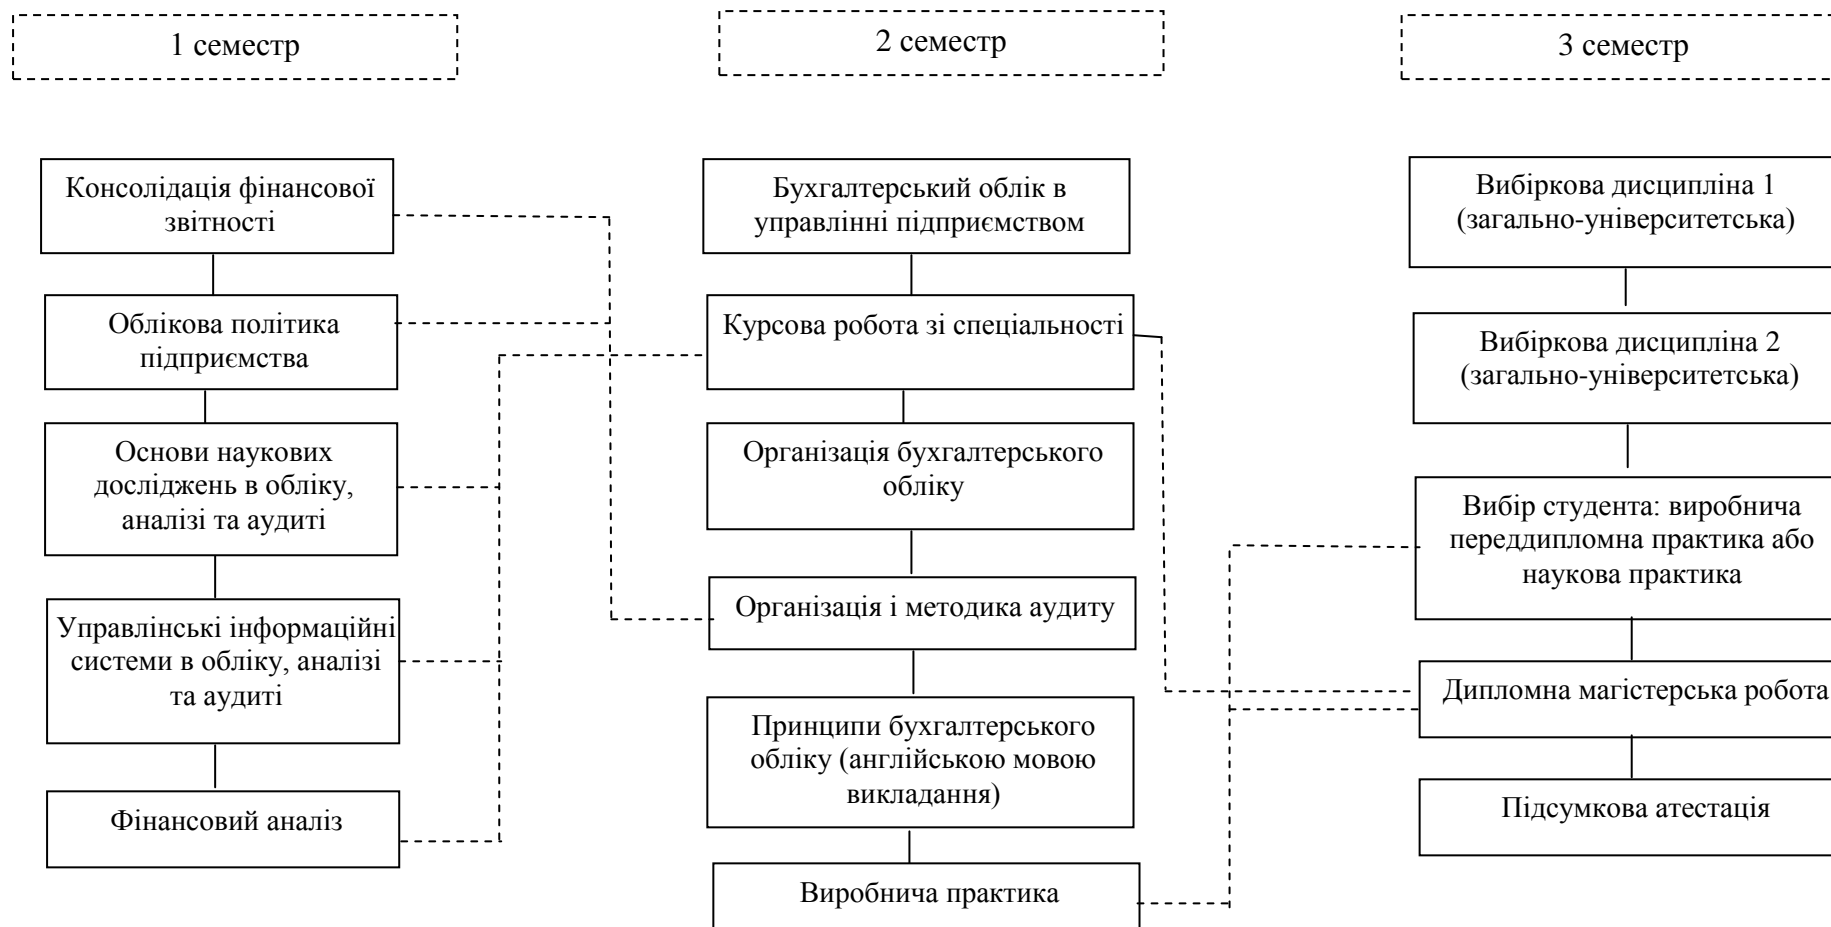 1 семестр
2 семестр
3 семестр
Консолідація фінансової
звітності
Облікова політика
підприємства
Основи наукових
досліджень в обліку,
аналізі та аудиті
Управлінські інформаційні
системи в обліку, аналізі
та аудиті
Фінансовий аналіз
Бухгалтерський облік в
управлінні підприємством
Курсова робота зі спеціальності
Організація бухгалтерського
обліку
Організація і методика аудиту
Принципи бухгалтерського
обліку (англійською мовою
викладання)
Виробнича практика
Вибіркова дисципліна 1
(загально-університетська)
Вибіркова дисципліна 2
(загально-університетська)
Вибір студента: виробнича
переддипломна практика або
наукова практика
Дипломна магістерська робота
Підсумкова атестація